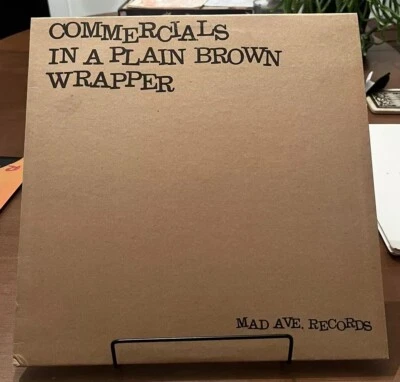 COMMERCIALS
IN A PLAIN BROWN
WRAPPER
MAD AVE. RECORDS